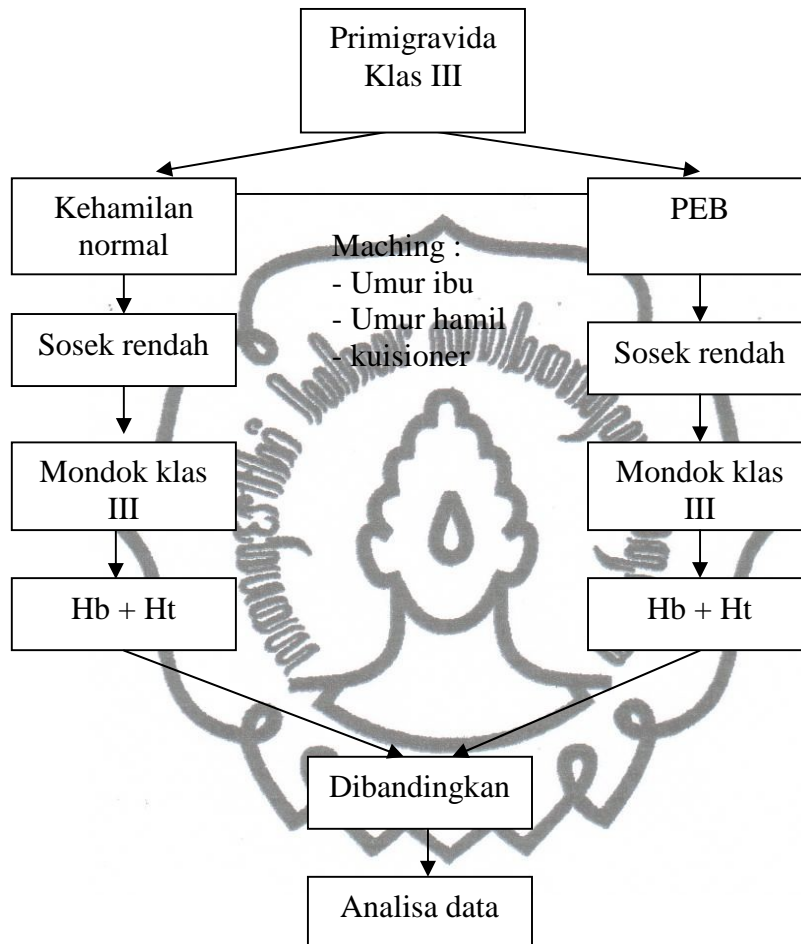 Primigravida
Klas III
Kehamilan
normal
PEB
Maching :
- Umur ibu
- Umur hamil
- kuisioner
Sosek rendah
Sosek rendah
Mondok klas
III
Mondok klas
III
Hb + Ht
Hb + Ht
Dibandingkan
Analisa data